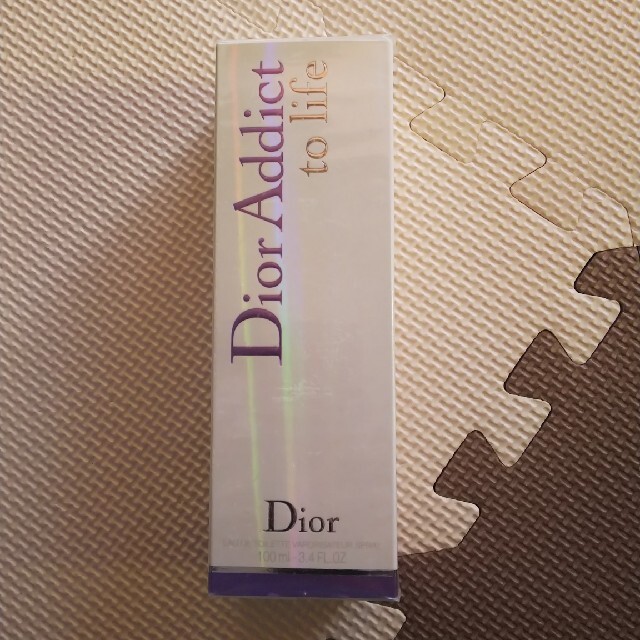 Dior Addict
to life
Dior
100 ml - 3.4 FL.OZ